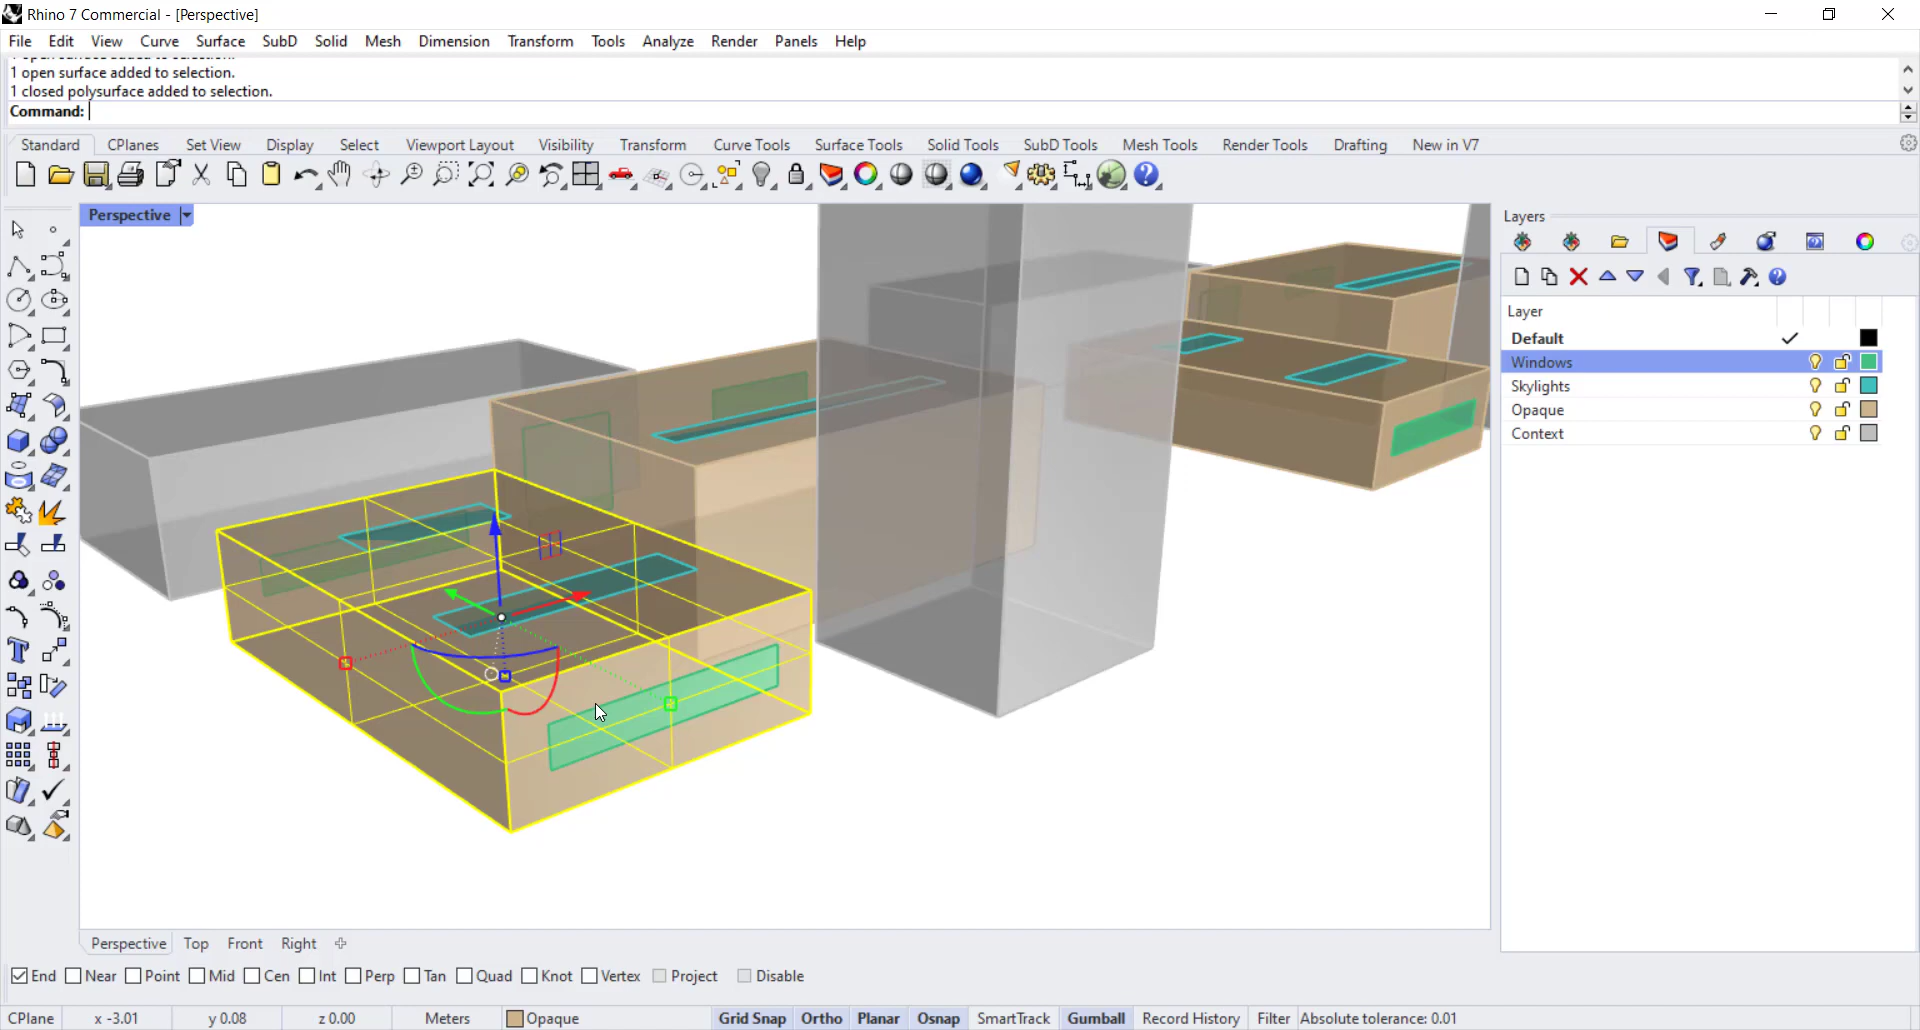 Rhino 7 Commercial - [Perspective]
File Edit View Curve Surface SubD Solid Mesh Dimension Transform Tools Analyze Render Panels Help
1 open surface added to selection.
1 closed polysurface added to selection.
Command:
Standard CPlanes Set View Display Select Viewport Layout Visibility Transform Curve Tools Surface Tools Solid Tools SubD Tools Mesh Tools Render Tools Drafting New in V7
Perspective
Layers
Layer
Default
Windows
Skylights
Opaque
Context
Perspective Top Front Right
End Near Point Mid Cen Int Perp Tan Quad Knot Vertex Project Disable
CPlane x -3.01 y 0.08 z 0.00 Meters Opaque Grid Snap Ortho Planar Osnap SmartTrack Gumball Record History Filter Absolute tolerance: 0.01